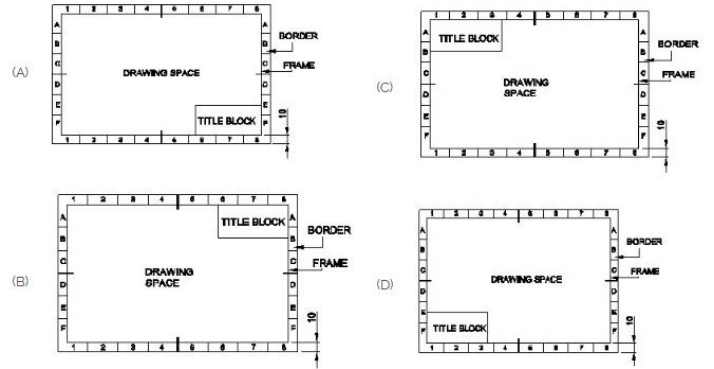 (A)
1 2 3 4 5 6 7 8
A A
B B
BORDER
C C
FRAME
DRAWING SPACE
D D
E E
TITLE BLOCK
F F
10
1 2 3 4 5 6 7 8
(C)
1 2 3 4 5 6 7 8
A A
TITLE BLOCK
BORDER
B B
C C
FRAME
DRAWING
SPACE
D D
E E
F F
10
1 2 3 4 5 6 7 8
(B)
1 2 3 4 5 6 7 8
A A
TITLE BLOCK
BORDER
B B
C C
FRAME
DRAWING
SPACE
D D
E E
F F
10
1 2 3 4 5 6 7 8
(D)
1 2 3 4 5 6 7 8
A A
B B
BORDER
C C
FRAME
DRAWING SPACE
D D
E E
TITLE BLOCK
F F
10
1 2 3 4 5 6 7 8